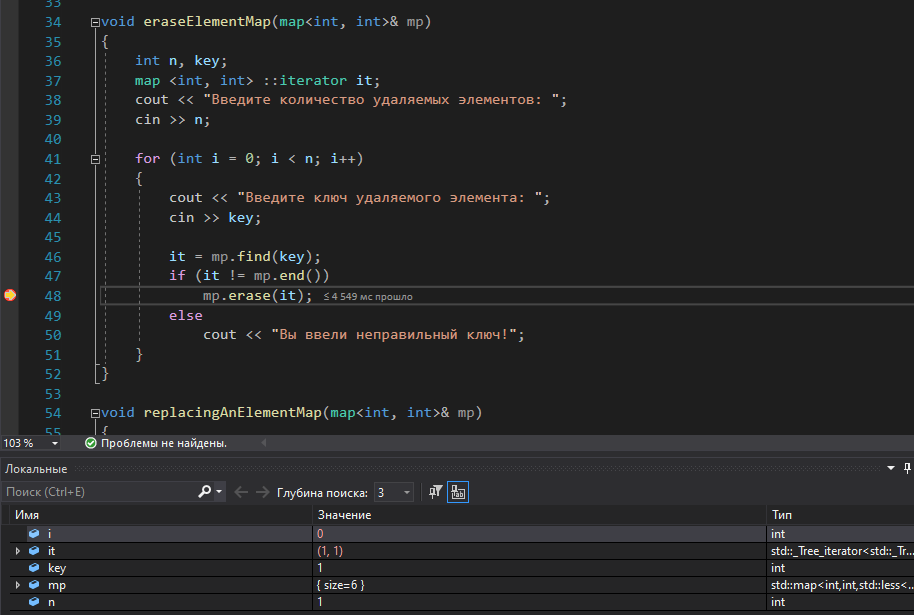 33
34 void eraseElementMap(map<int, int>& mp)
35 {
36 int n, key;
37 map <int, int> ::iterator it;
38 cout << "Введите количество удаляемых элементов: ";
39 cin >> n;
40
41 for (int i = 0; i < n; i++)
42 {
43 cout << "Введите ключ удаляемого элемента: ";
44 cin >> key;
45
46 it = mp.find(key);
47 if (it != mp.end())
48 mp.erase(it); ≤ 4 549 мс прошло
49 else
50 cout << "Вы ввели неправильный ключ!";
51 }
52 }
53
54 void replacingAnElementMap(map<int, int>& mp)
55 {
103 % Проблемы не найдены.
Локальные
Поиск (Ctrl+E) Глубина поиска: 3
Имя Значение Тип
i 0 int
it (1, 1) std::_Tree_iterator<std::_Tr...
key 1 int
mp { size=6 } std::map<int,int,std::less<...
n 1 int